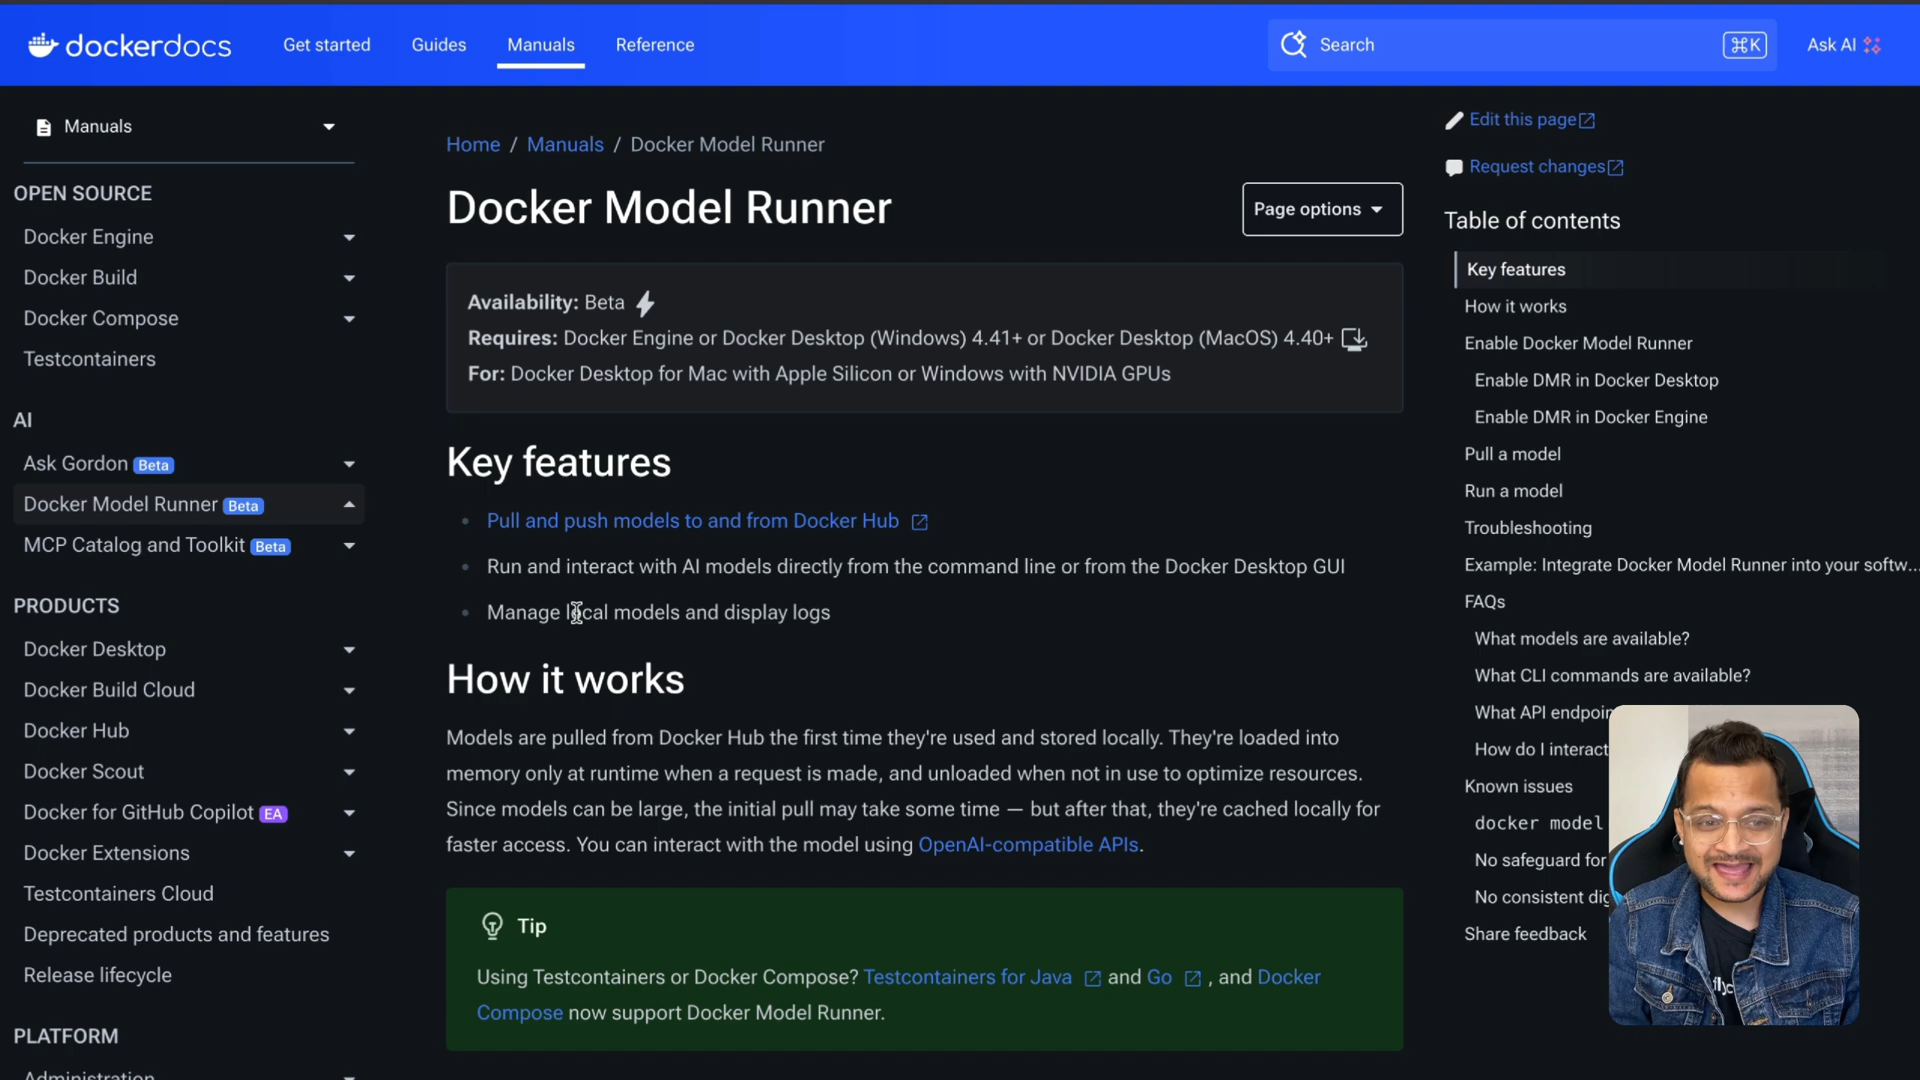 dockerdocs
Get started
Guides
Manuals
Reference
Search
⌘K
Ask AI
Manuals
OPEN SOURCE
Docker Engine
Docker Build
Docker Compose
Testcontainers
AI
Ask Gordon Beta
Docker Model Runner Beta
MCP Catalog and Toolkit Beta
PRODUCTS
Docker Desktop
Docker Build Cloud
Docker Hub
Docker Scout
Docker for GitHub Copilot EA
Docker Extensions
Testcontainers Cloud
Deprecated products and features
Release lifecycle
PLATFORM
Administration
Home / Manuals / Docker Model Runner
Docker Model Runner
Page options
Availability: Beta
Requires: Docker Engine or Docker Desktop (Windows) 4.41+ or Docker Desktop (MacOS) 4.40+
For: Docker Desktop for Mac with Apple Silicon or Windows with NVIDIA GPUs
Key features
• Pull and push models to and from Docker Hub
• Run and interact with AI models directly from the command line or from the Docker Desktop GUI
• Manage local models and display logs
How it works
Models are pulled from Docker Hub the first time they're used and stored locally. They're loaded into
memory only at runtime when a request is made, and unloaded when not in use to optimize resources.
Since models can be large, the initial pull may take some time — but after that, they're cached locally for
faster access. You can interact with the model using OpenAI-compatible APIs.
Tip
Using Testcontainers or Docker Compose? Testcontainers for Java and Go , and Docker
Compose now support Docker Model Runner.
Edit this page
Request changes
Table of contents
Key features
How it works
Enable Docker Model Runner
Enable DMR in Docker Desktop
Enable DMR in Docker Engine
Pull a model
Run a model
Troubleshooting
Example: Integrate Docker Model Runner into your softw...
FAQs
What models are available?
What CLI commands are available?
What API endpoin
How do I interact
Known issues
docker model
No safeguard for
No consistent dig
Share feedback